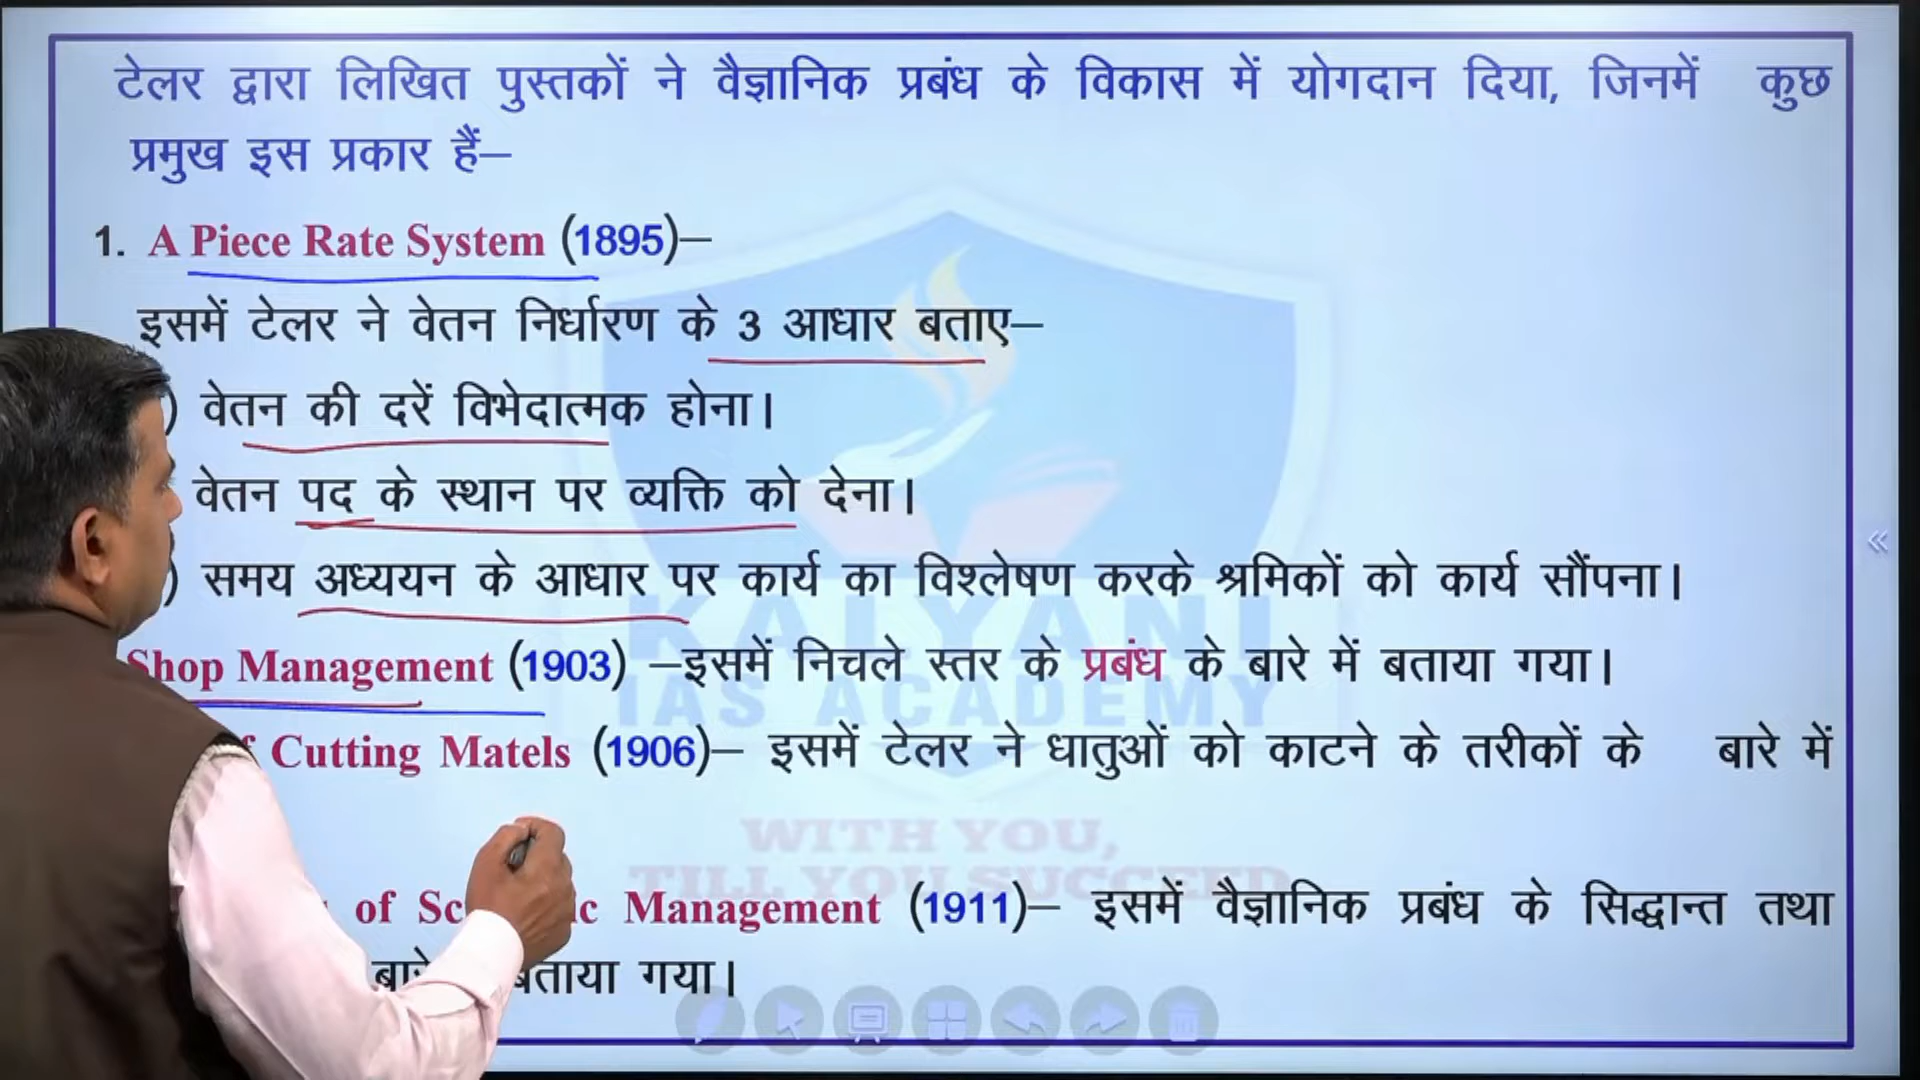 टेलर द्वारा लिखित पुस्तकों ने वैज्ञानिक प्रबंध के विकास में योगदान दिया, जिनमें कुछ
प्रमुख इस प्रकार हैं–
1. A Piece Rate System (1895)–
इसमें टेलर ने वेतन निर्धारण के 3 आधार बताए–
) वेतन की दरें विभेदात्मक होना।
वेतन पद के स्थान पर व्यक्ति को देना।
) समय अध्ययन के आधार पर कार्य का विश्लेषण करके श्रमिकों को कार्य सौंपना।
Shop Management (1903) –इसमें निचले स्तर के प्रबंध के बारे में बताया गया।
Cutting Matels (1906)– इसमें टेलर ने धातुओं को काटने के तरीकों के बारे में
of Management (1911)– इसमें वैज्ञानिक प्रबंध के सिद्धान्त तथा
बताया गया।
KALYANI
IAS ACADEMY
WITH YOU,
TILL YOU SUCCEED